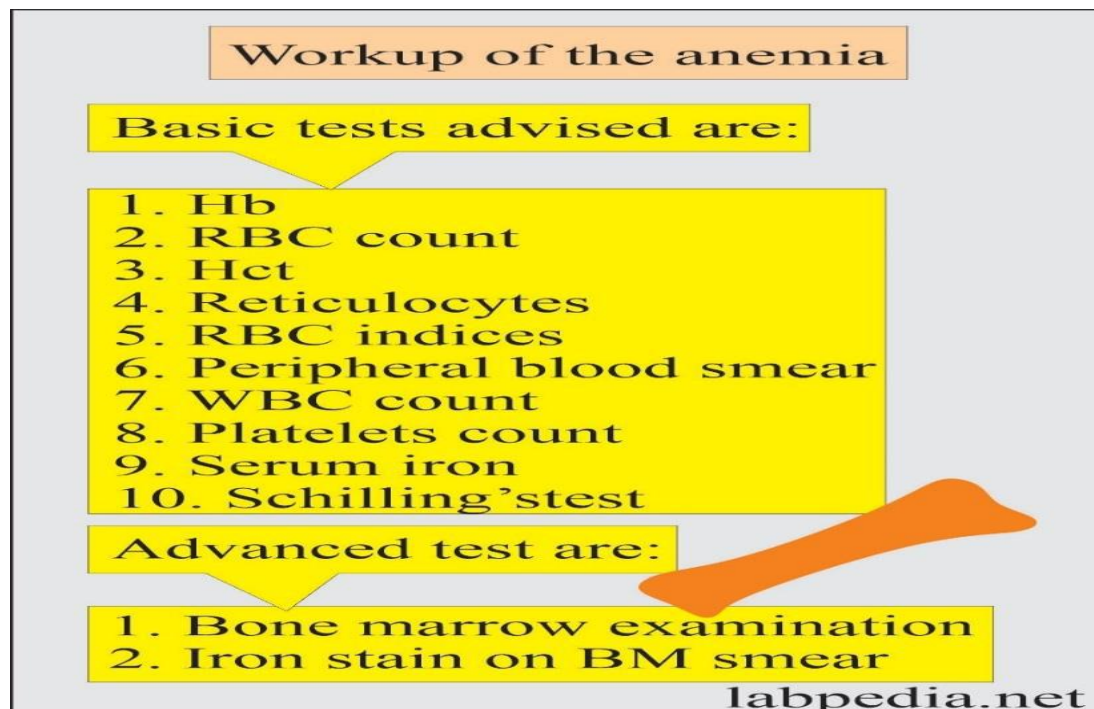 Workup of the anemia
Basic tests advised are:
1. Hb
2. RBC count
3. Hct
4. Reticulocytes
5. RBC indices
6. Peripheral blood smear
7. WBC count
8. Platelets count
9. Serum iron
10. Schilling'stest
Advanced test are:
1. Bone marrow examination
2. Iron stain on BM smear
labpedia.net